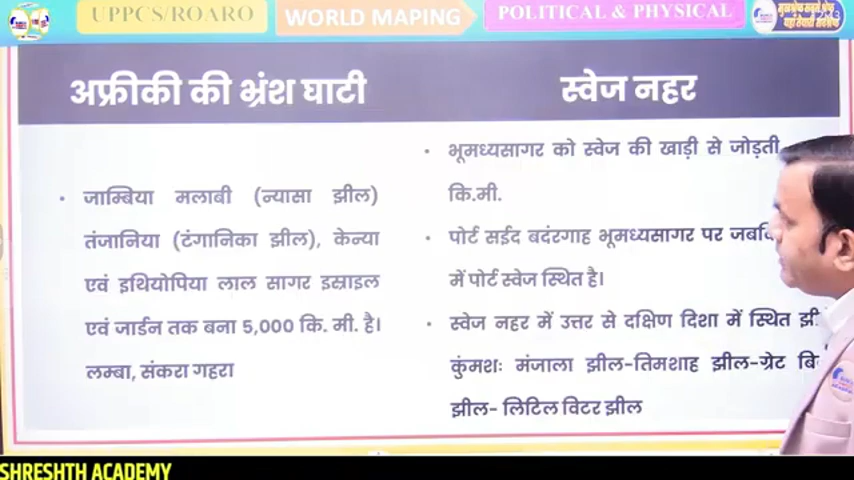 UPPCS/ROARO
WORLD MAPING
POLITICAL & PHYSICAL
अफ्रीकी की भ्रंश घाटी
जाम्बिया मलाबी (न्यासा झील)
तंजानिया (टंगानिका झील), केन्या
एवं इथियोपिया लाल सागर इस्राइल
एवं जार्डन तक बना 5,000 कि. मी. है।
लम्बा, संकरा गहरा
स्वेज नहर
भूमध्यसागर को स्वेज की खाड़ी से जोड़ती
कि.मी.
पोर्ट सईद बदंरगाह भूमध्यसागर पर
में पोर्ट स्वेज स्थित है।
स्वेज नहर में उत्तर से दक्षिण दिशा में स्थित
कुंमशः मंजाला झील-तिमशाह झील-ग्रेट
झील- लिटिल विटर झील
SHRESHTH ACADEMY